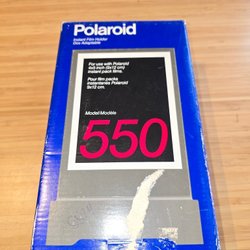 Polaroid
Instant Film Holder
Dos Adaptable
For use with Polaroid
4x5 inch (9x12 cm)
instant pack films.
Pour film packs
instantanés Polaroid
9x12 cm.
Model/Modèle
550